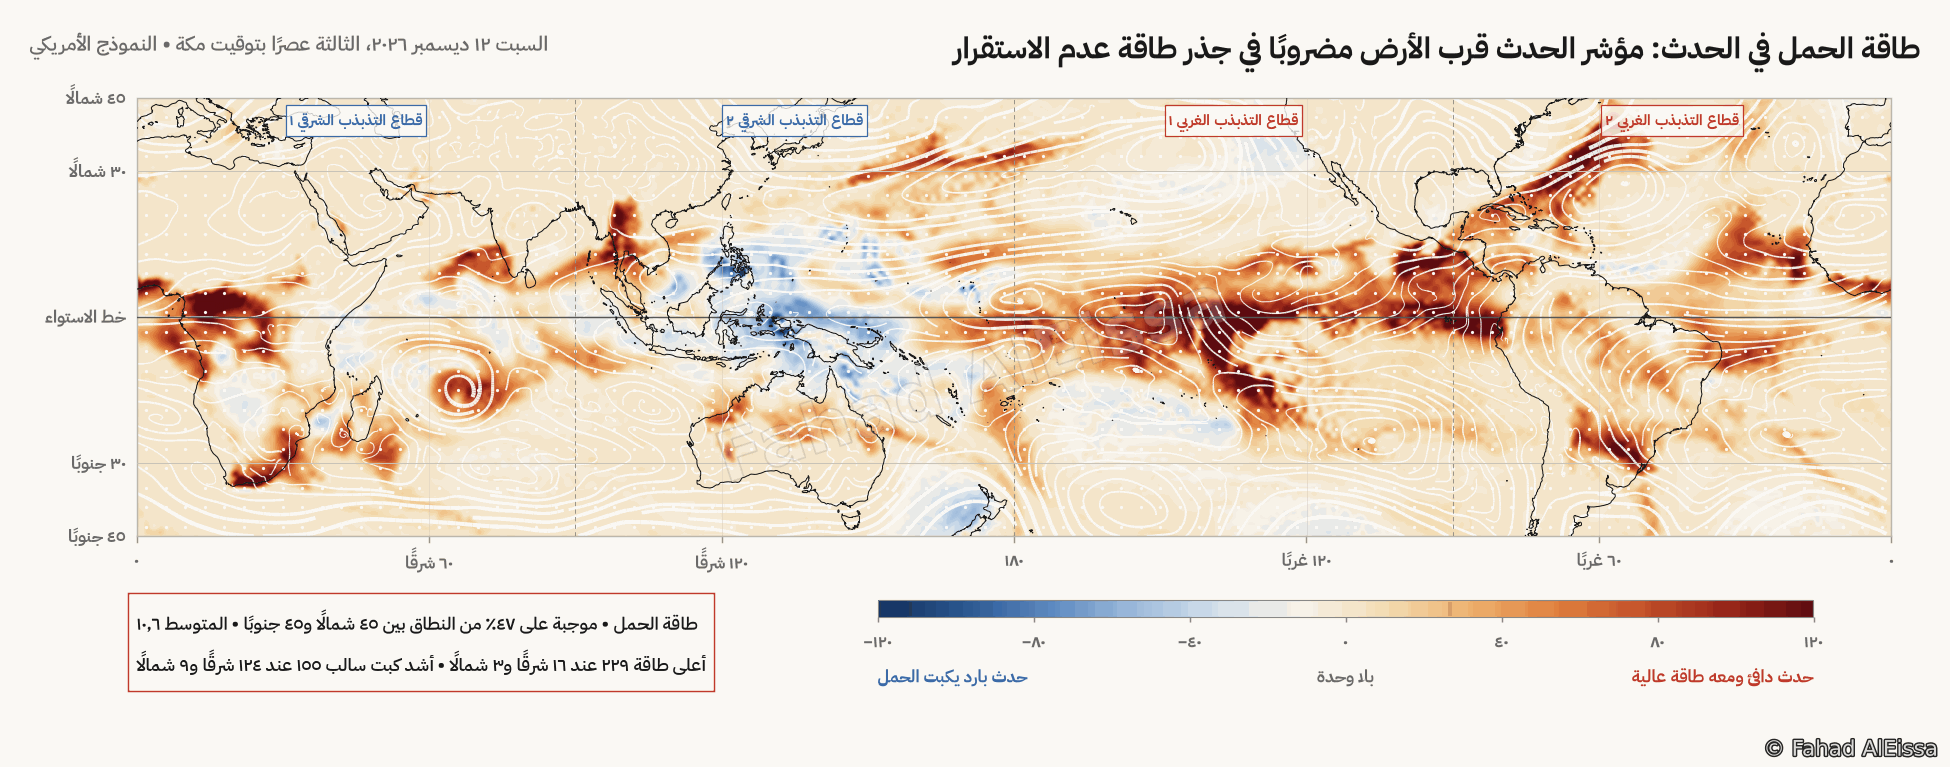 طاقة الحمل في الحدث: مؤشر الحدث قرب الأرض مضروبًا في جذر طاقة عدم الاستقرار
السبت ١٢ ديسمبر ٢٠٢٦، الثالثة عصرًا بتوقيت مكة • النموذج الأمريكي
٤٥ شمالًا
٣٠ شمالًا
خط الاستواء
٣٠ جنوبًا
٤٥ جنوبًا
قطاع التذبذب الشرقي ١
قطاع التذبذب الشرقي ٢
قطاع التذبذب الغربي ١
قطاع التذبذب الغربي ٢
Fahad AlEissa
٠
٦٠ شرقًا
١٢٠ شرقًا
١٨٠
١٢٠ غربًا
٦٠ غربًا
٠
طاقة الحمل • موجبة على ٤٧٪ من النطاق بين ٤٥ شمالًا و٤٥ جنوبًا • المتوسط ١٠٫٦
أعلى طاقة ٢٢٩ عند ١٦ شرقًا و٣ شمالًا • أشد كبت سالب ١٥٥ عند ١٢٤ شرقًا و٩ شمالًا
−١٢٠
−٨٠
−٤٠
٠
٤٠
٨٠
١٢٠
حدث بارد يكبت الحمل
بلا وحدة
حدث دافئ ومعه طاقة عالية
© Fahad AlEissa